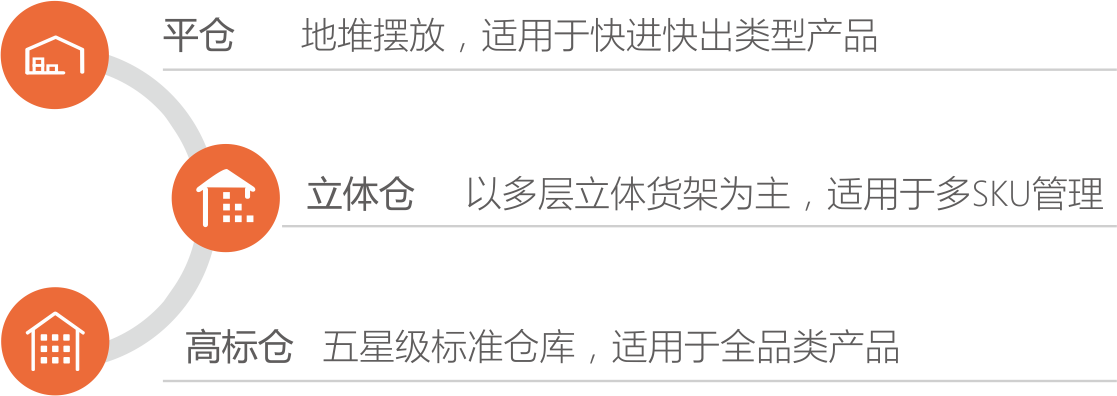 平仓 地堆摆放，适用于快进快出类型产品
立体仓 以多层立体货架为主，适用于多SKU管理
高标仓 五星级标准仓库，适用于全品类产品